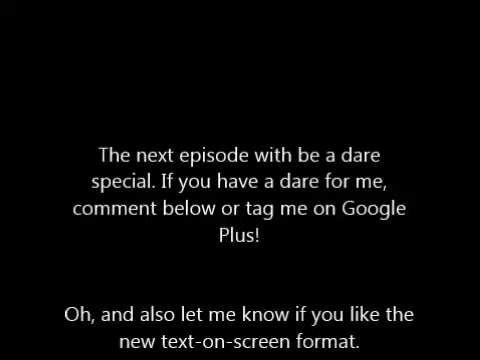 The next episode with be a dare
special. If you have a dare for me,
comment below or tag me on Google
Plus!
Oh, and also let me know if you like the
new text-on-screen format.